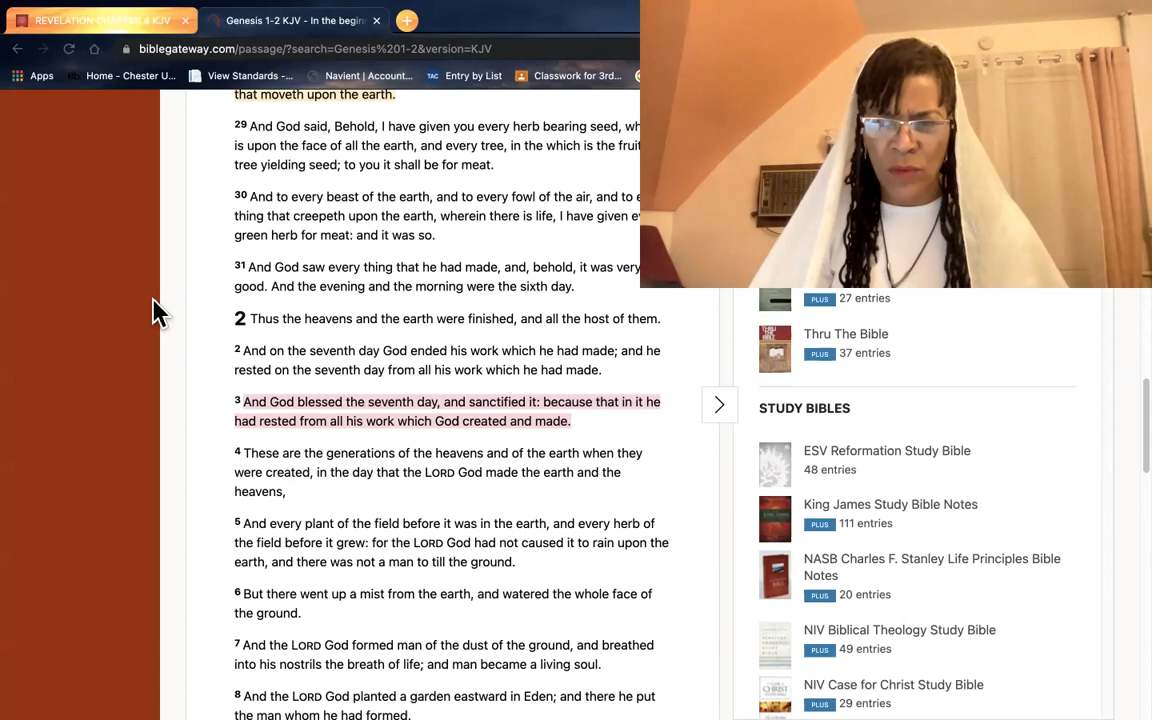 REVELATION CHAPTER 4 KJV
Genesis 1-2 KJV - In the begin
biblegateway.com/passage/?search=Genesis%201-2&version=KJV
Apps
Home - Chester U...
View Standards -...
Navient | Account...
TAC Entry by List
Classwork for 3rd...
that moveth upon the earth.
29 And God said, Behold, I have given you every herb bearing seed, wh
is upon the face of all the earth, and every tree, in the which is the fruit
tree yielding seed; to you it shall be for meat.
30 And to every beast of the earth, and to every fowl of the air, and to e
thing that creepeth upon the earth, wherein there is life, I have given e
green herb for meat: and it was so.
31 And God saw every thing that he had made, and, behold, it was very
good. And the evening and the morning were the sixth day.
2 Thus the heavens and the earth were finished, and all the host of them.
2 And on the seventh day God ended his work which he had made; and he
rested on the seventh day from all his work which he had made.
3 And God blessed the seventh day, and sanctified it: because that in it he
had rested from all his work which God created and made.
4 These are the generations of the heavens and of the earth when they
were created, in the day that the LORD God made the earth and the
heavens,
5 And every plant of the field before it was in the earth, and every herb of
the field before it grew: for the LORD God had not caused it to rain upon the
earth, and there was not a man to till the ground.
6 But there went up a mist from the earth, and watered the whole face of
the ground.
7 And the LORD God formed man of the dust of the ground, and breathed
into his nostrils the breath of life; and man became a living soul.
8 And the LORD God planted a garden eastward in Eden; and there he put
the man whom he had formed.
PLUS 27 entries
Thru The Bible
PLUS 37 entries
STUDY BIBLES
ESV Reformation Study Bible
48 entries
King James Study Bible Notes
PLUS 111 entries
NASB Charles F. Stanley Life Principles Bible
Notes
PLUS 20 entries
NIV Biblical Theology Study Bible
PLUS 49 entries
NIV Case for Christ Study Bible
PLUS 29 entries